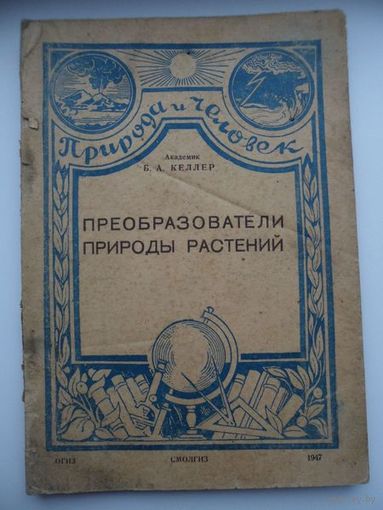 Природа и человек
Академик
Б. А. КЕЛЛЕР
ПРЕОБРАЗОВАТЕЛИ
ПРИРОДЫ РАСТЕНИЙ
ОГИЗ СМОЛГИЗ 1947